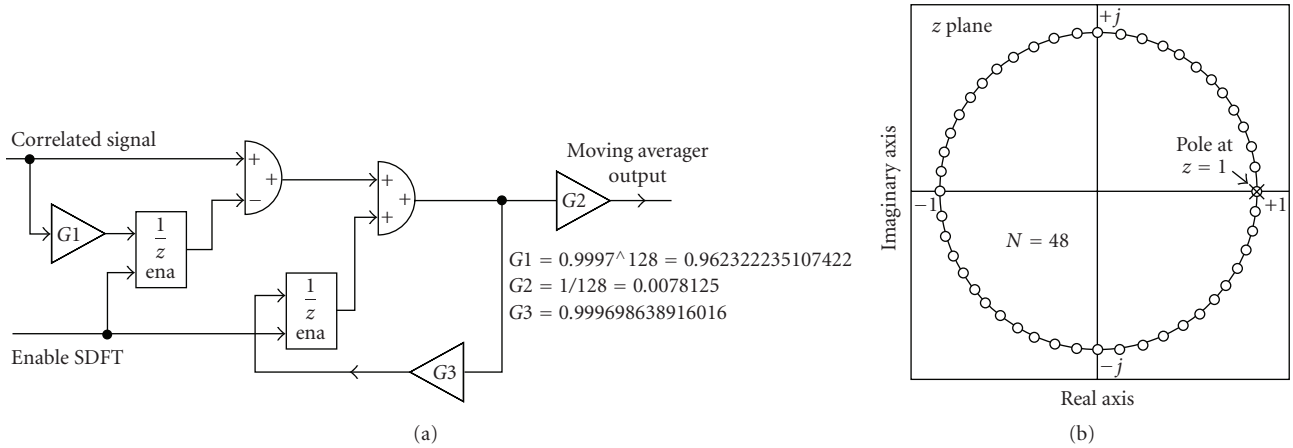 Correlated signal
G1
1
z
ena
+
−
+
+
+
+
1
z
ena
G3
G2
Moving averager
output
G1 = 0.9997^128 = 0.962322235107422
G2 = 1/128 = 0.0078125
G3 = 0.999698638916016
Enable SDFT
(a)
z plane
+j
Pole at
z = 1
−1
+1
N = 48
−j
Imaginary axis
Real axis
(b)